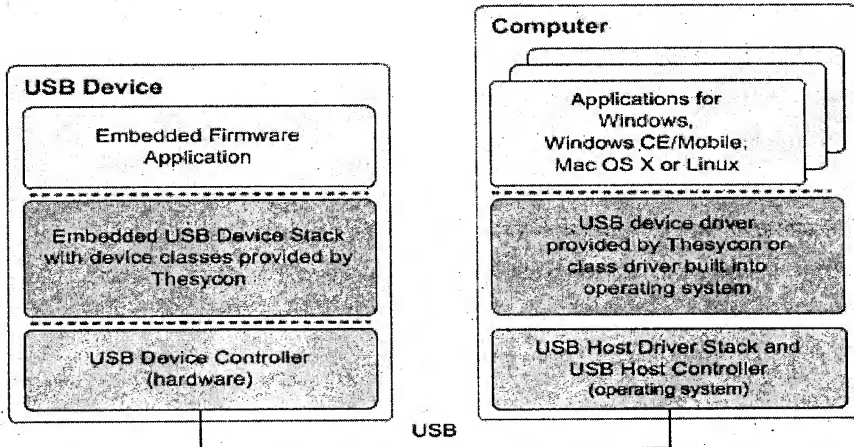 USB Device
Embedded Firmware
Application
Embedded USB Device Stack
with device classes provided by
Thesycon
USB Device Controller
(hardware)
Computer
Applications for
Windows,
Windows CE/Mobile,
Mac OS X or Linux
USB device driver
provided by Thesycon or
class driver built into
operating system
USB Host Driver Stack and
USB Host Controller
(operating system)
USB